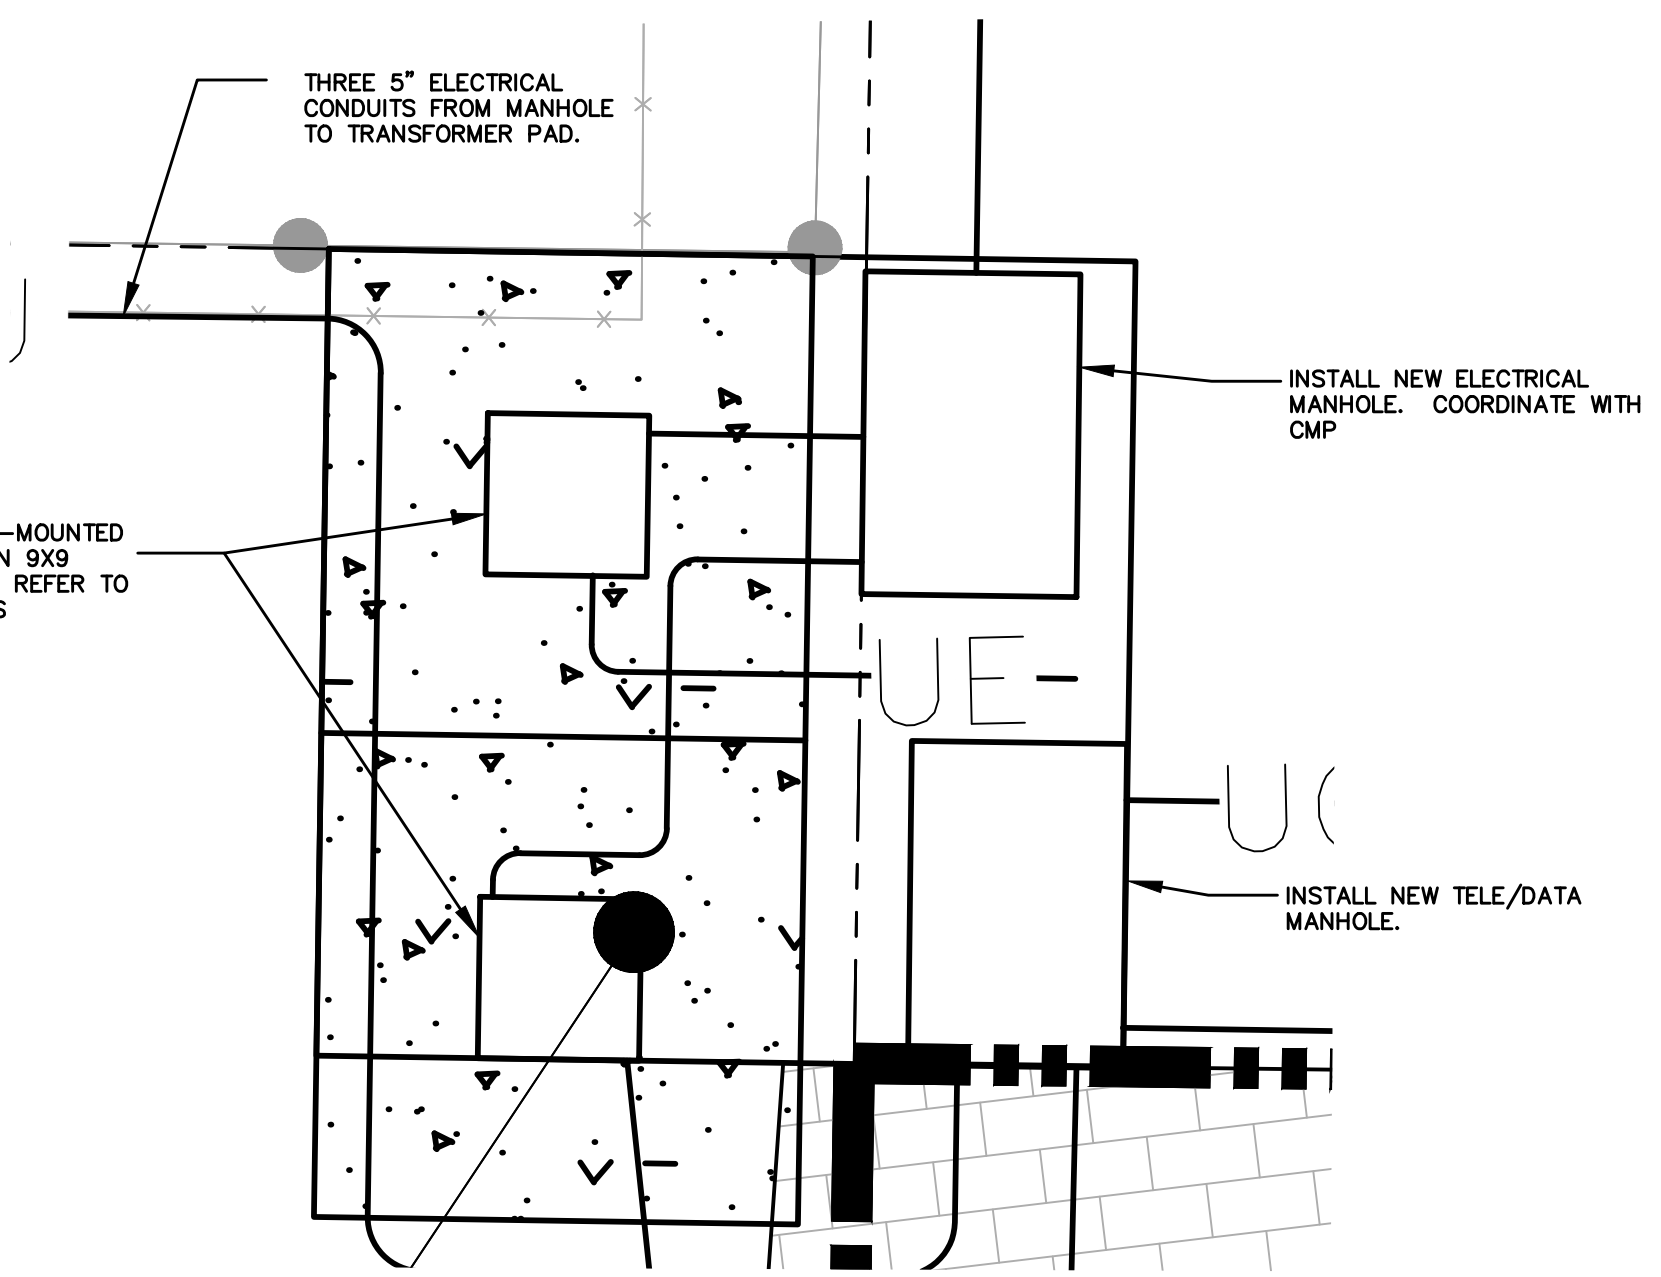 THREE 5" ELECTRICAL
CONDUITS FROM MANHOLE
TO TRANSFORMER PAD.
INSTALL NEW ELECTRICAL
MANHOLE. COORDINATE WITH
CMP
-MOUNTED
N 9X9
REFER TO
S
UE
U
INSTALL NEW TELE/DATA
MANHOLE.